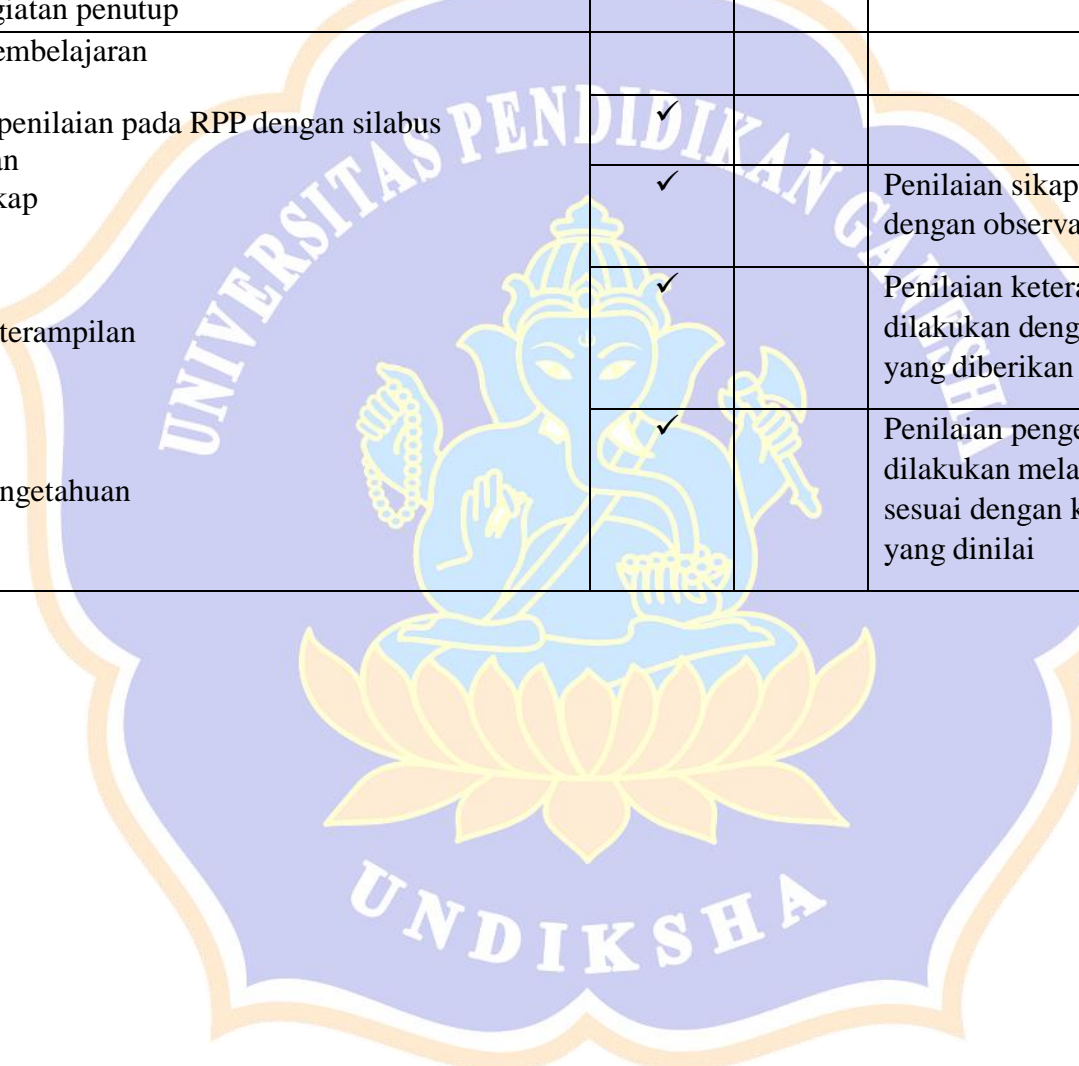 giatan penutup
embelajaran
penilaian pada RPP dengan silabus
✓
an
kap
✓
Penilaian sikap
dengan observa
terampilan
✓
Penilaian ketera
dilakukan deng
yang diberikan
ngetahuan
✓
Penilaian penge
dilakukan mela
sesuai dengan k
yang dinilai
UNIVERSITAS PENDIDIKAN GANESHA
UNDIKSHA